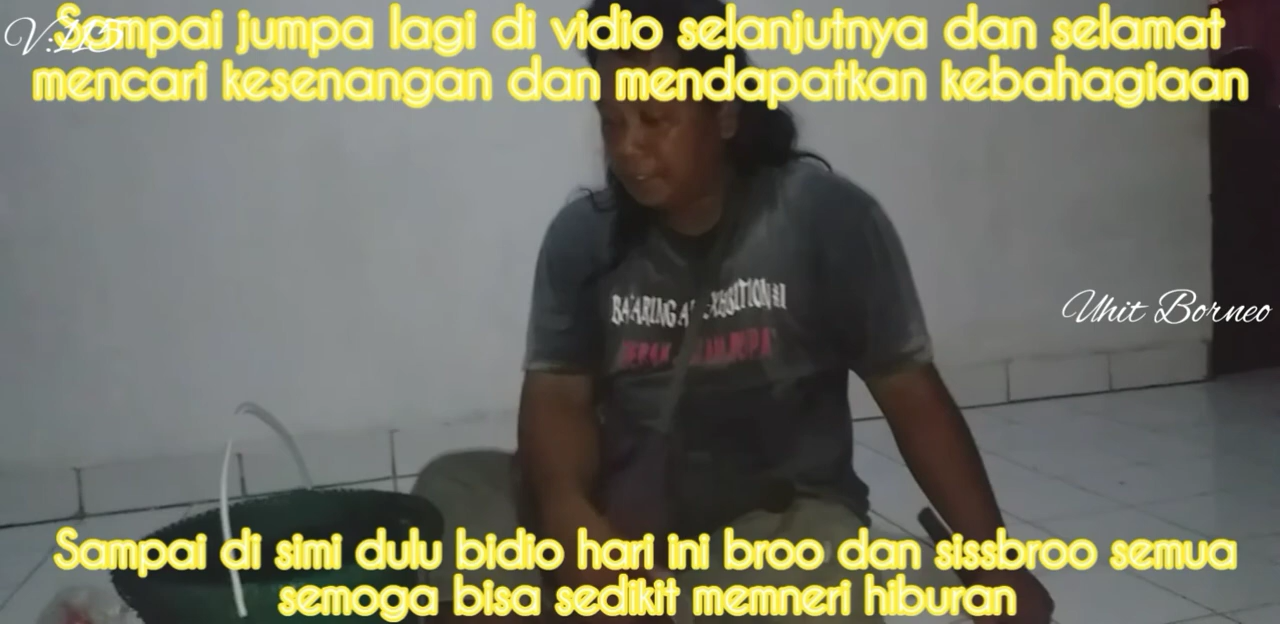 V:115
Sampai jumpa lagi di vidio selanjutnya dan selamat
mencari kesenangan dan mendapatkan kebahagiaan
Uhit Borneo
Sampai di simi dulu bidio hari ini broo dan sissbroo semua
semoga bisa sedikit memneri hiburan